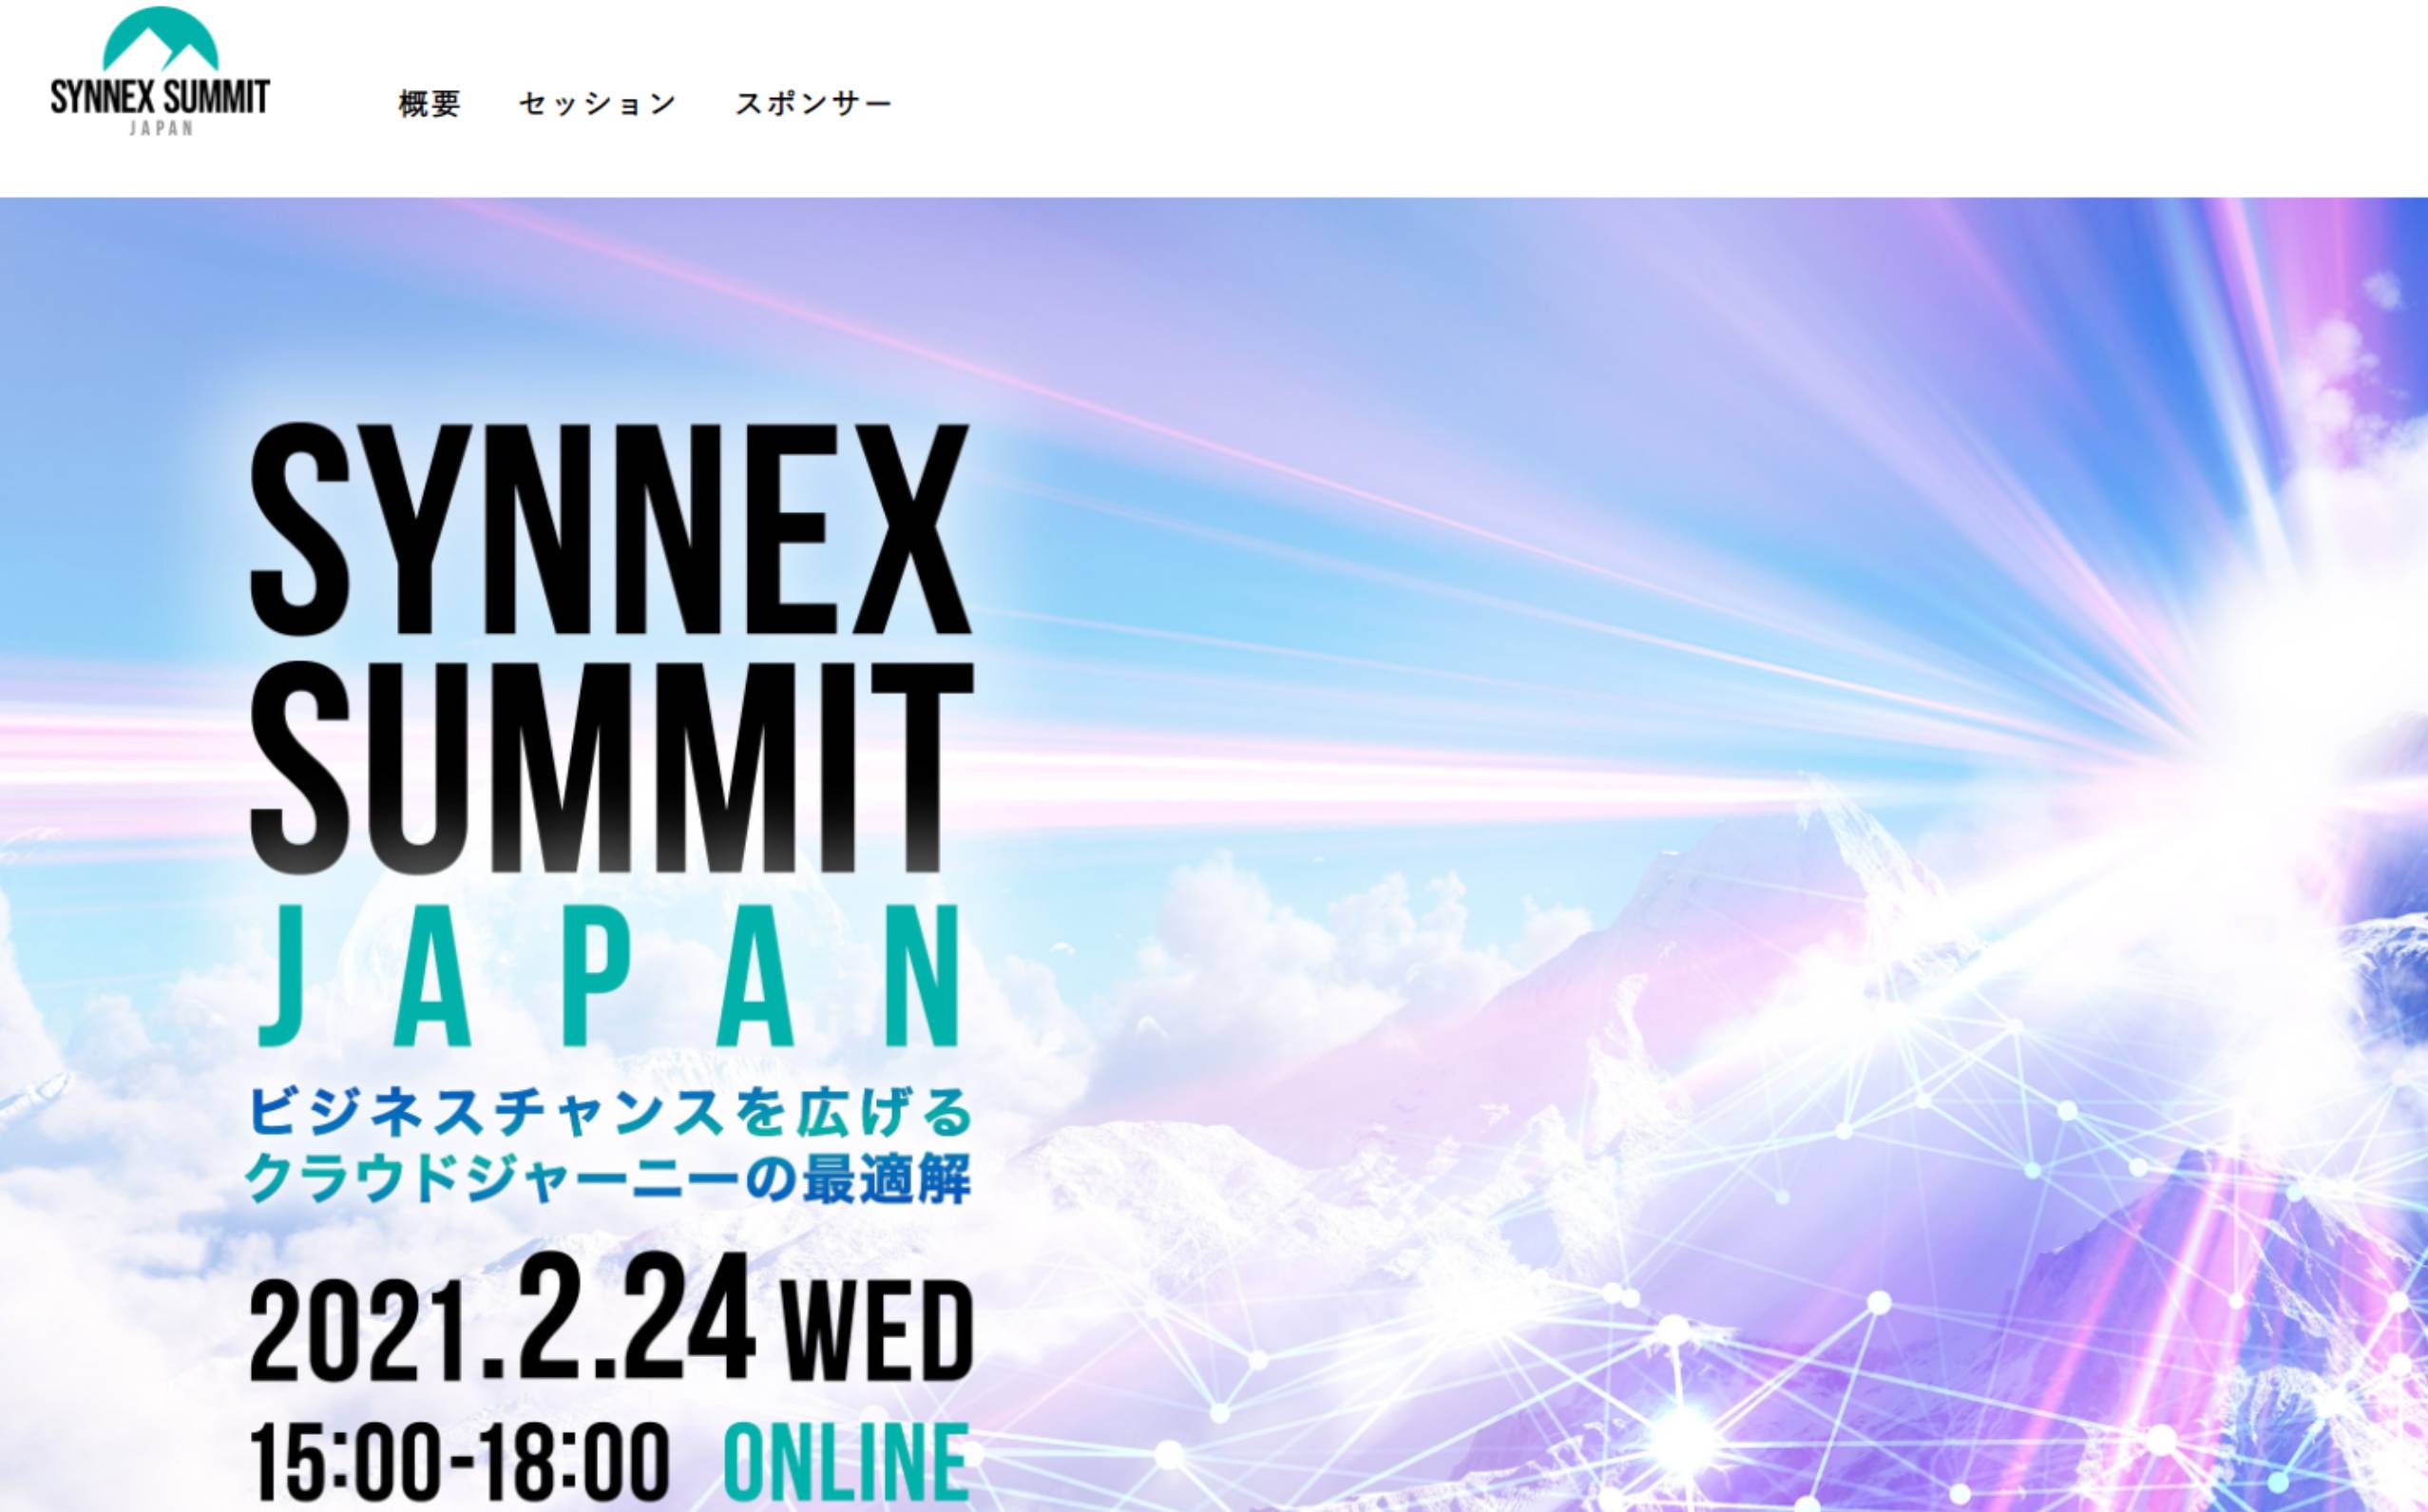 SYNNEX SUMMIT
JAPAN
概要 セッション スポンサー
SYNNEX
SUMMIT
JAPAN
ビジネスチャンスを広げる
クラウドジャーニーの最適解
2021.2.24 WED
15:00-18:00 ONLINE